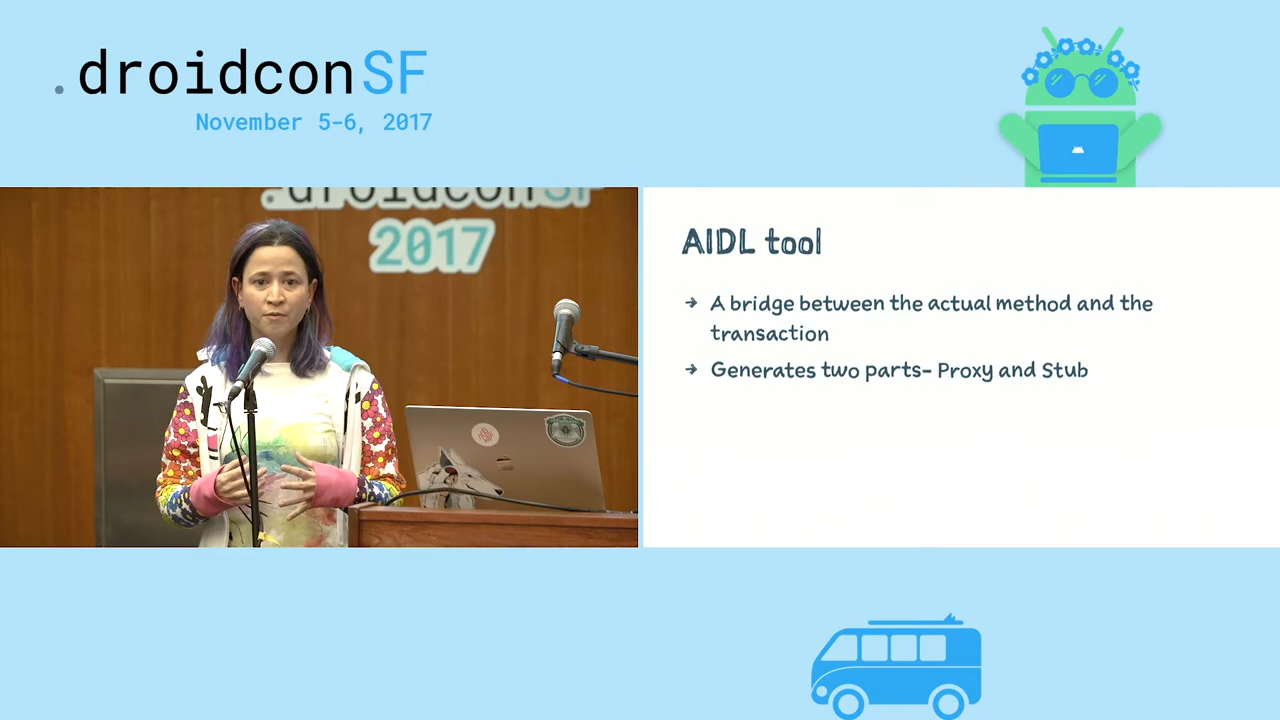 .droidconSF
November 5-6, 2017
.droidconSF
2017
AIDL tool
→ A bridge between the actual method and the
transaction
→ Generates two parts- Proxy and Stub